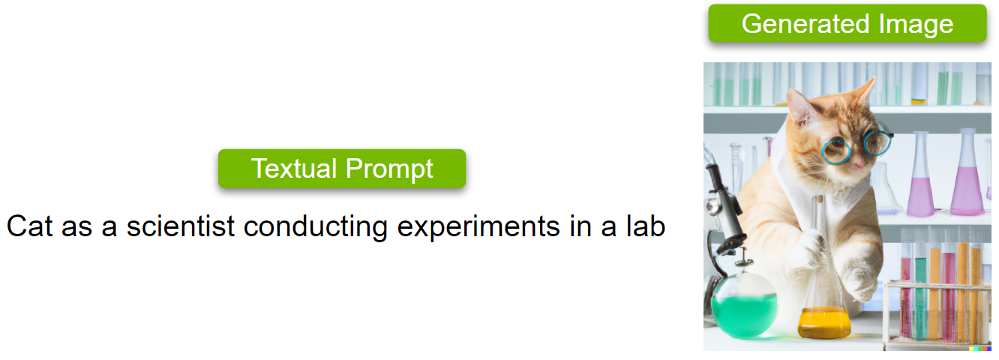 Generated Image
Textual Prompt
Cat as a scientist conducting experiments in a lab